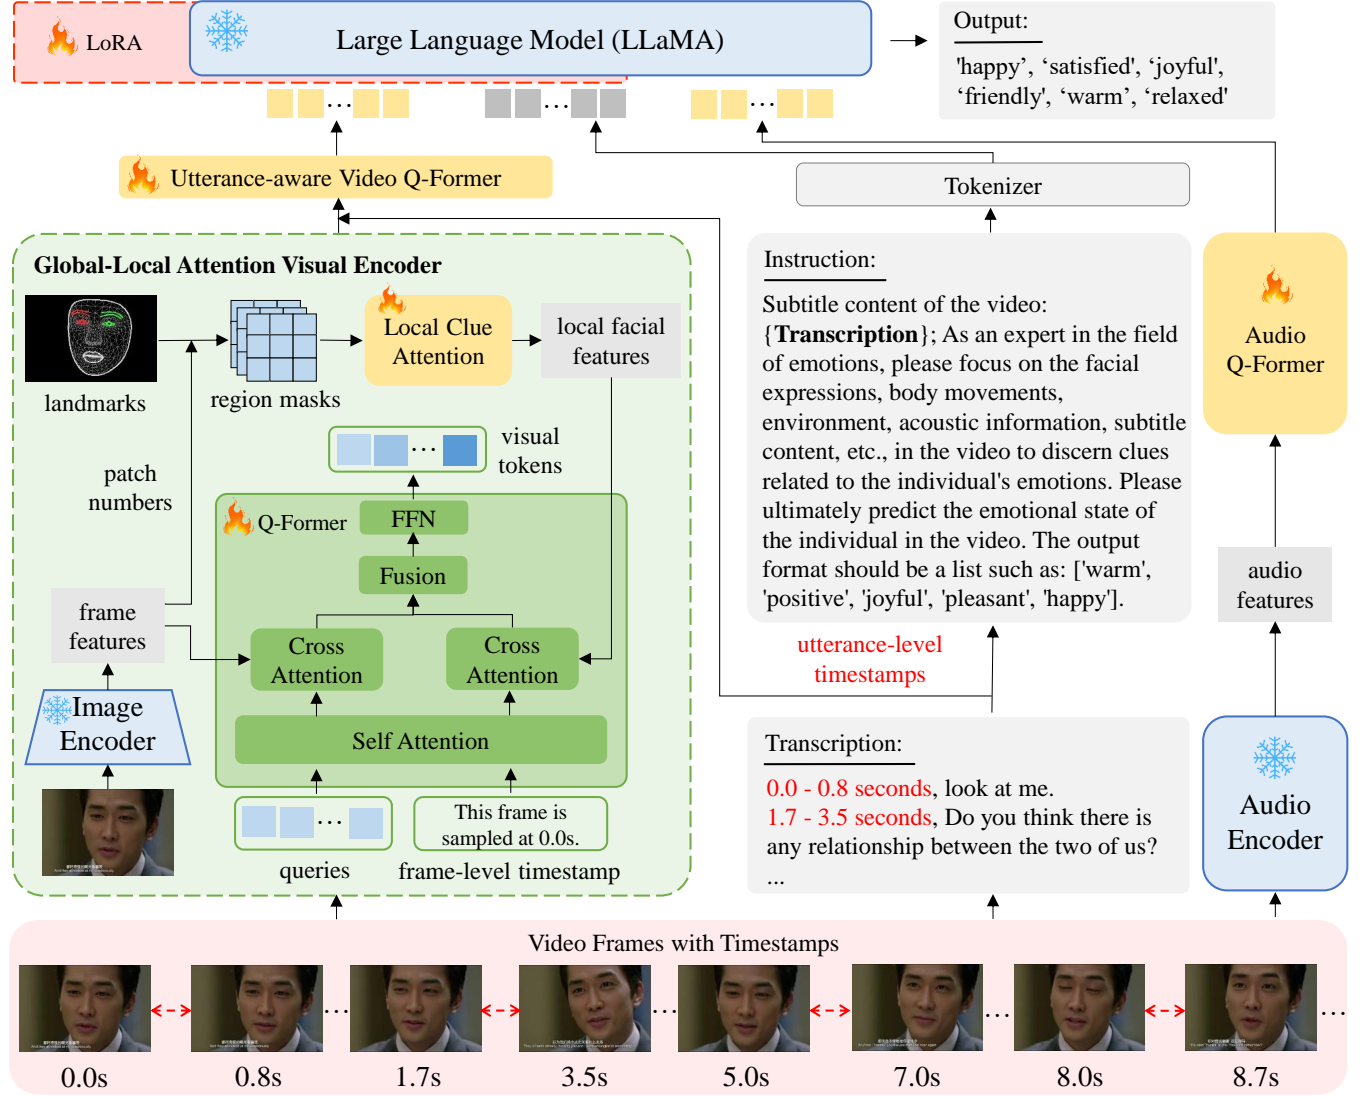 LoRA
Large Language Model (LLaMA)
Output:
'happy’, ‘satisfied', ‘joyful',
‘friendly', ‘warm’, ‘relaxed'
Utterance-aware Video Q-Former
Tokenizer
Global-Local Attention Visual Encoder
landmarks
region masks
Local Clue
Attention
local facial
features
patch
numbers
visual
tokens
Q-Former
FFN
Fusion
frame
features
Cross
Attention
Cross
Attention
Self Attention
Image
Encoder
queries
This frame is
sampled at 0.0s.
frame-level timestamp
Instruction:
Subtitle content of the video:
{Transcription}; As an expert in the field
of emotions, please focus on the facial
expressions, body movements,
environment, acoustic information, subtitle
content, etc., in the video to discern clues
related to the individual's emotions. Please
ultimately predict the emotional state of
the individual in the video. The output
format should be a list such as: ['warm',
'positive', 'joyful', 'pleasant', 'happy'].
utterance-level
timestamps
Transcription:
0.0 - 0.8 seconds, look at me.
1.7 - 3.5 seconds, Do you think there is
any relationship between the two of us?
...
Audio
Q-Former
audio
features
Audio
Encoder
Video Frames with Timestamps
0.0s
0.8s
1.7s
3.5s
5.0s
7.0s
8.0s
8.7s